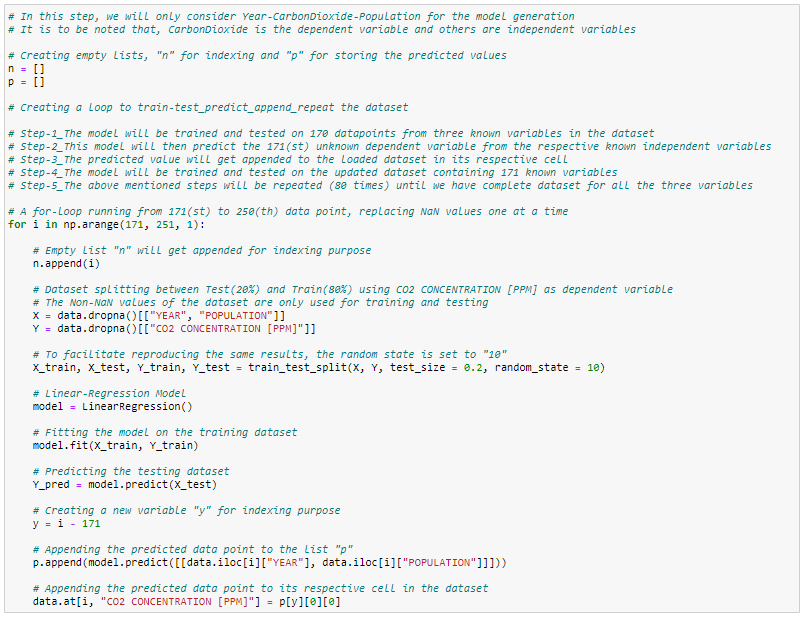 # In this step, we will only consider Year-CarbonDioxide-Population for the model generation
# It is to be noted that, CarbonDioxide is the dependent variable and others are independent variables
# Creating empty lists, "n" for indexing and "p" for storing the predicted values
n = []
p = []
# Creating a loop to train-test_predict_append_repeat the dataset
# Step-1_The model will be trained and tested on 170 datapoints from three known variables in the dataset
# Step-2_This model will then predict the 171(st) unknown dependent variable from the respective known independent variables
# Step-3_The predicted value will get appended to the loaded dataset in its respective cell
# Step-4_The model will be trained and tested on the updated dataset containing 171 known variables
# Step-5_The above mentioned steps will be repeated (80 times) until we have complete dataset for all the three variables
# A for-loop running from 171(st) to 250(th) data point, replacing NaN values one at a time
for i in np.arange(171, 251, 1):
    # Empty list "n" will get appended for indexing purpose
    n.append(i)
    # Dataset splitting between Test(20%) and Train(80%) using CO2 CONCENTRATION [PPM] as dependent variable
    # The Non-NaN values of the dataset are only used for training and testing
    X = data.dropna()[["YEAR", "POPULATION"]]
    Y = data.dropna()[["CO2 CONCENTRATION [PPM]"]]
    # To facilitate reproducing the same results, the random state is set to "10"
    X_train, X_test, Y_train, Y_test = train_test_split(X, Y, test_size = 0.2, random_state = 10)
    # Linear-Regression Model
    model = LinearRegression()
    # Fitting the model on the training dataset
    model.fit(X_train, Y_train)
    # Predicting the testing dataset
    Y_pred = model.predict(X_test)
    # Creating a new variable "y" for indexing purpose
    y = i - 171
    # Appending the predicted data point to the list "p"
    p.append(model.predict([[data.iloc[i]["YEAR"], data.iloc[i]["POPULATION"]]]))
    # Appending the predicted data point to its respective cell in the dataset
    data.at[i, "CO2 CONCENTRATION [PPM]"] = p[y][0][0]